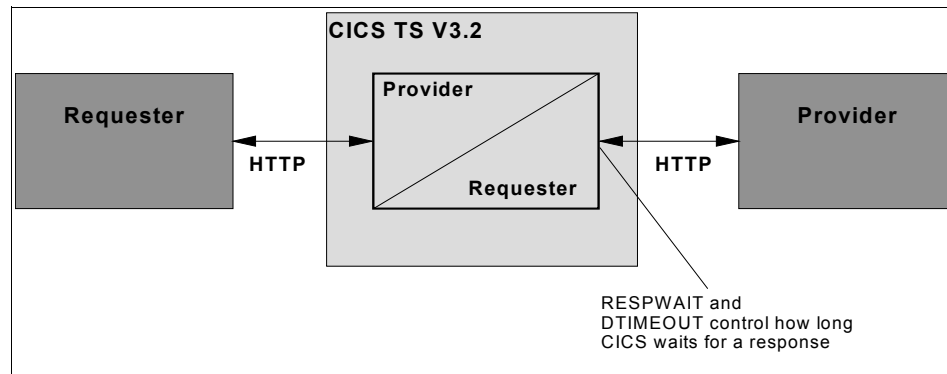 CICS TS V3.2
Requester
Provider
Provider
HTTP
HTTP
Requester
RESPWAIT and
DTIMEOUT control how long
CICS waits for a response